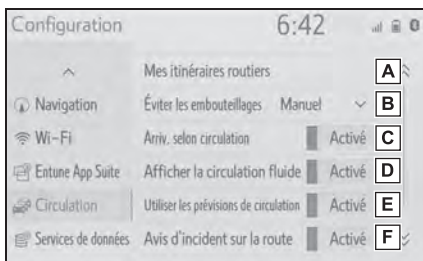 Configuration 6:42
Mes itinéraires routiers A
Navigation Éviter les embouteillages Manuel B
Wi-Fi Arriv. selon circulation Activé C
Entune App Suite Afficher la circulation fluide Activé D
Circulation Utiliser les prévisions de circulation Activé E
Services de données Avis d'incident sur la route Activé F